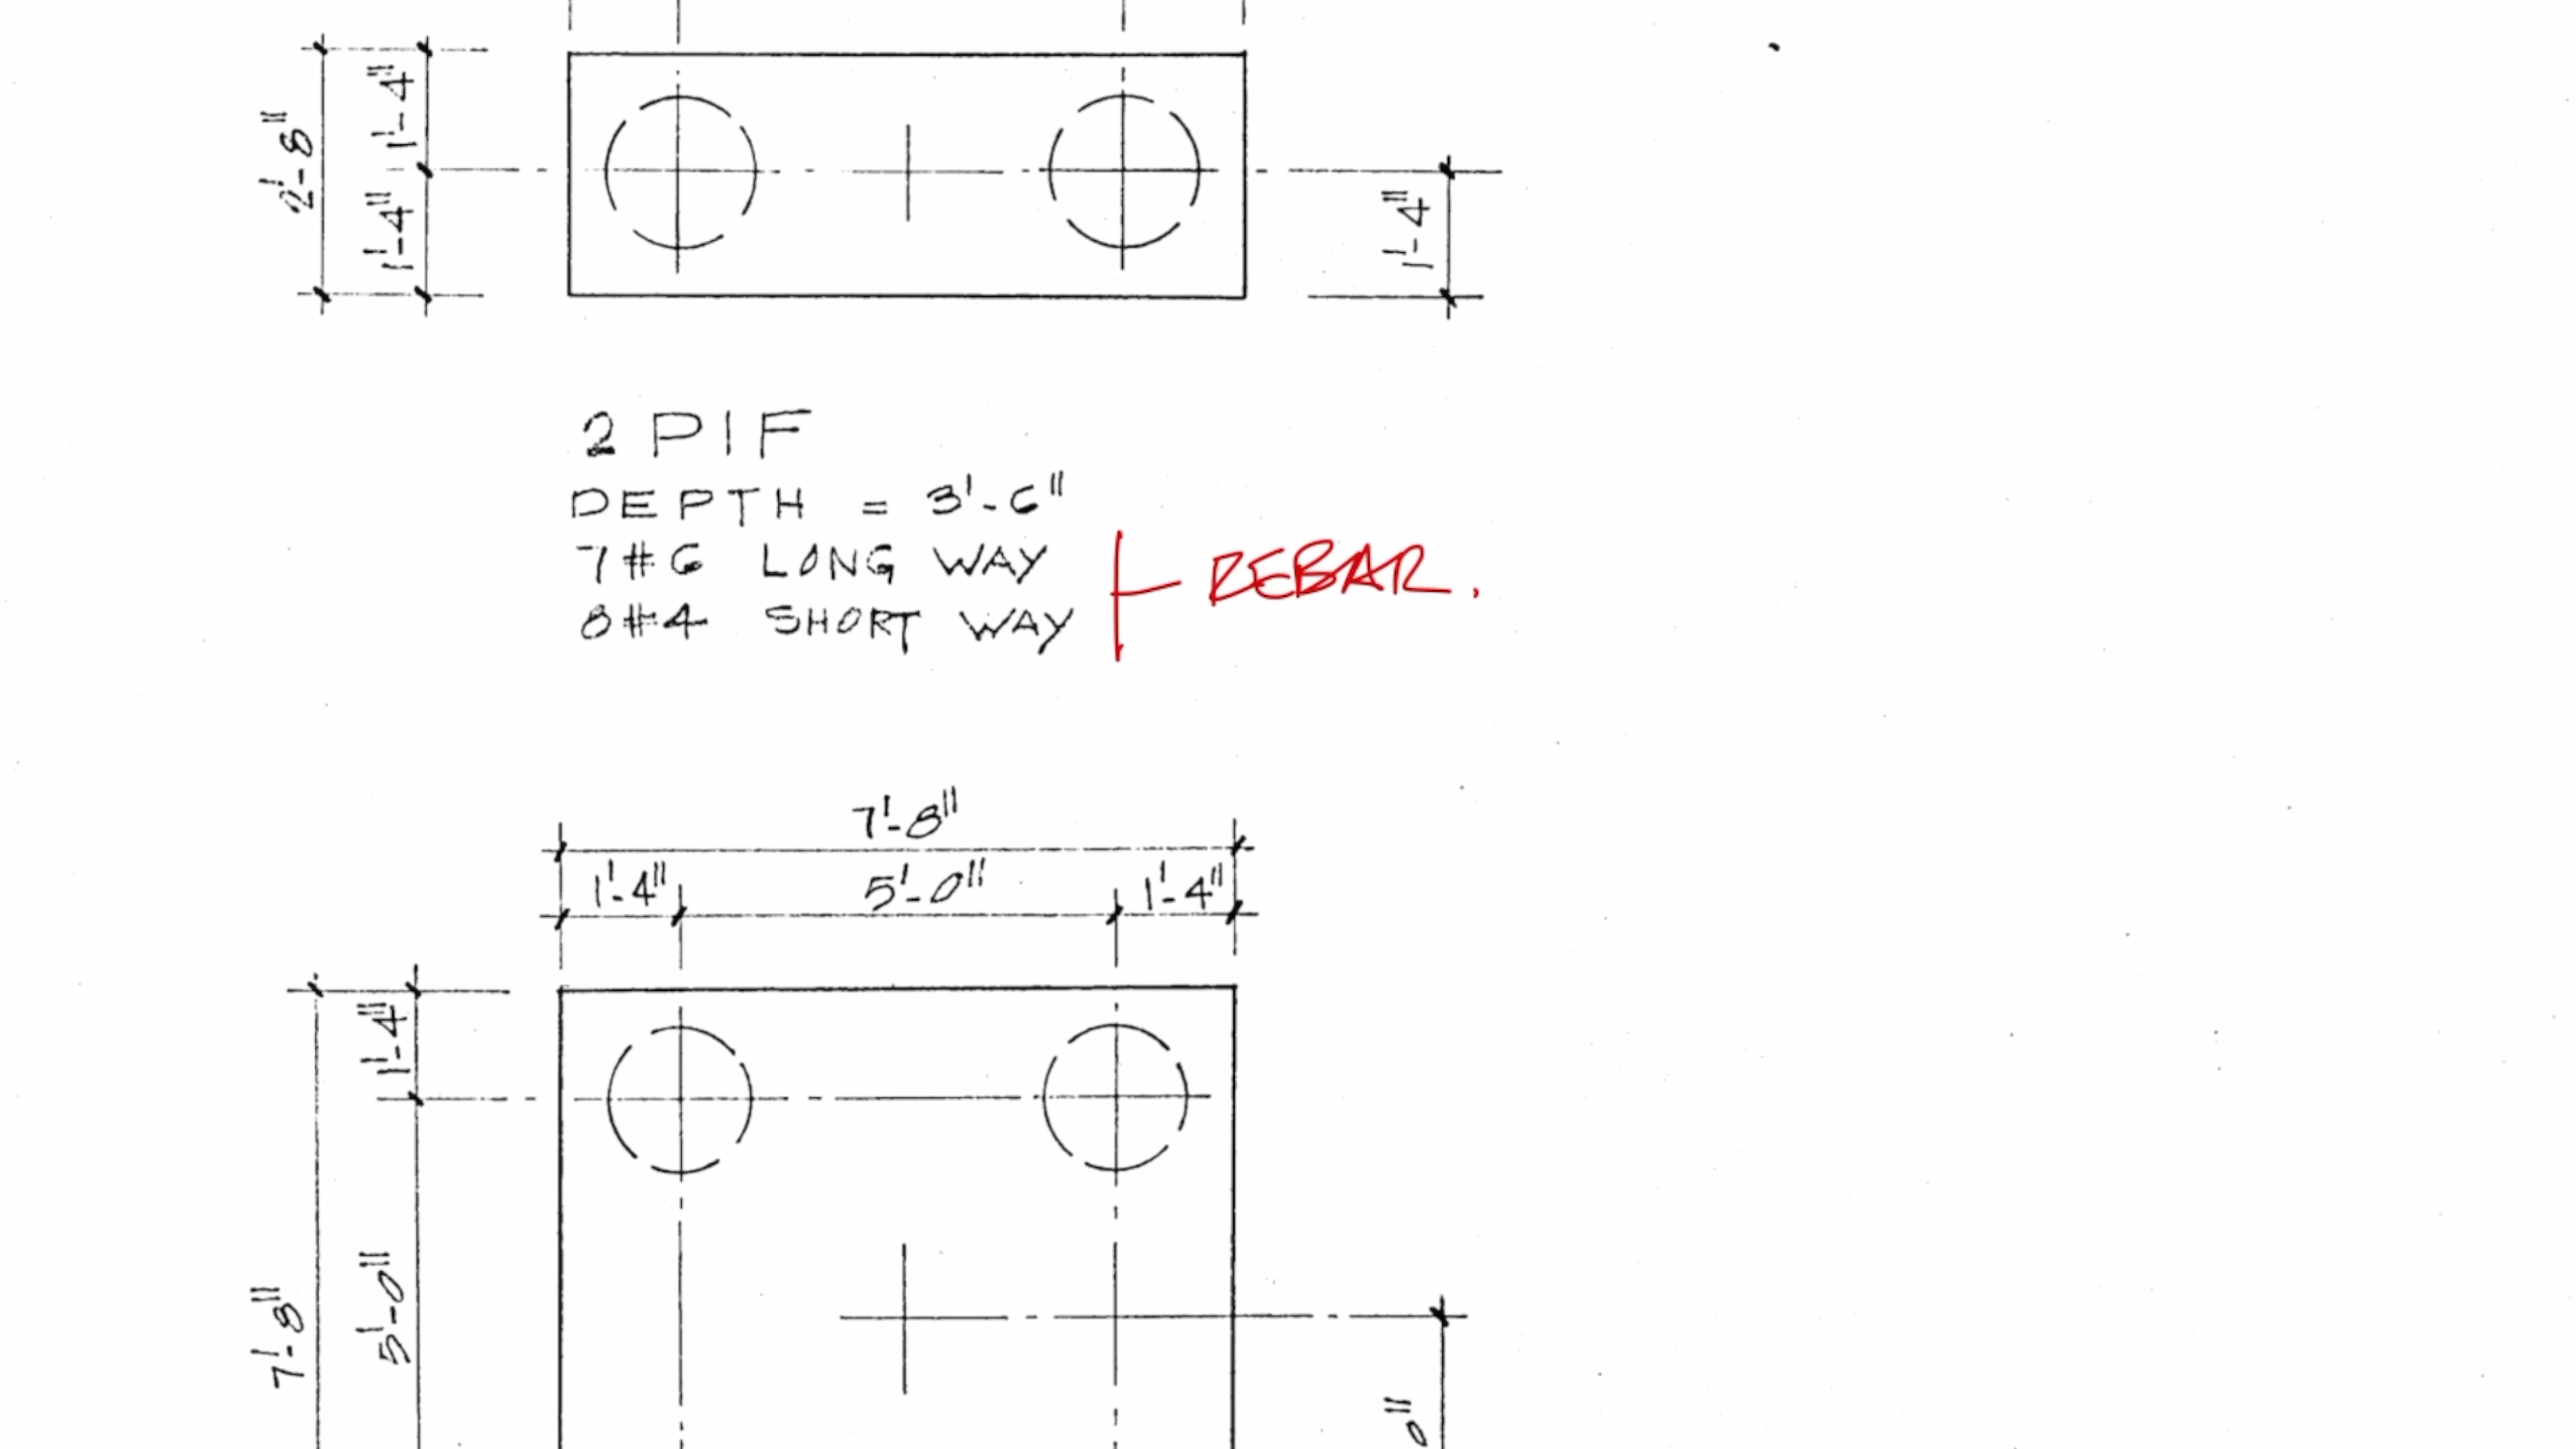 2'-8"
1'-4"
1'-4"
1'-4"
2 PIF
DEPTH = 3'-6"
7#6 LONG WAY
8#4 SHORT WAY
REBAR.
7'-8"
1'-4" 5'-0" 1'-4"
1'-4"
5'-0"
7'-8"
0"